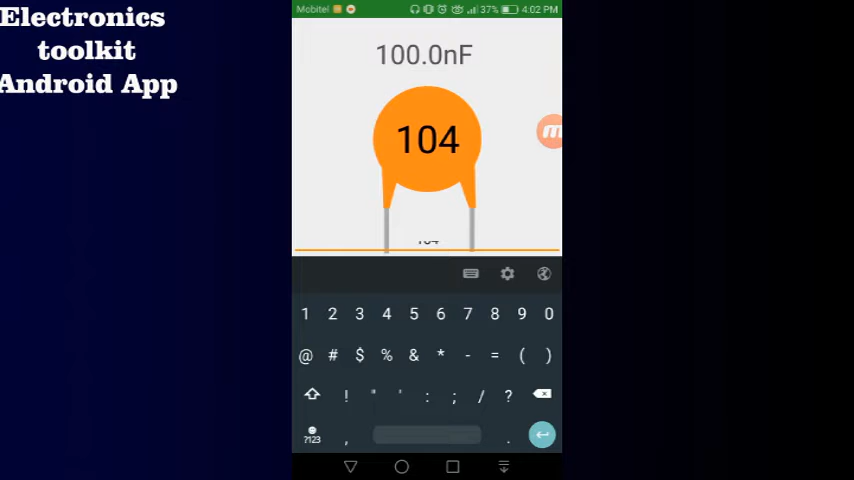 Electronics
toolkit
Android App
Mobitel
37% 4:02 PM
100.0nF
104
104
1 2 3 4 5 6 7 8 9 0
@ # $ % & * - = ( )
! " ' : ; / ?
?123 , .